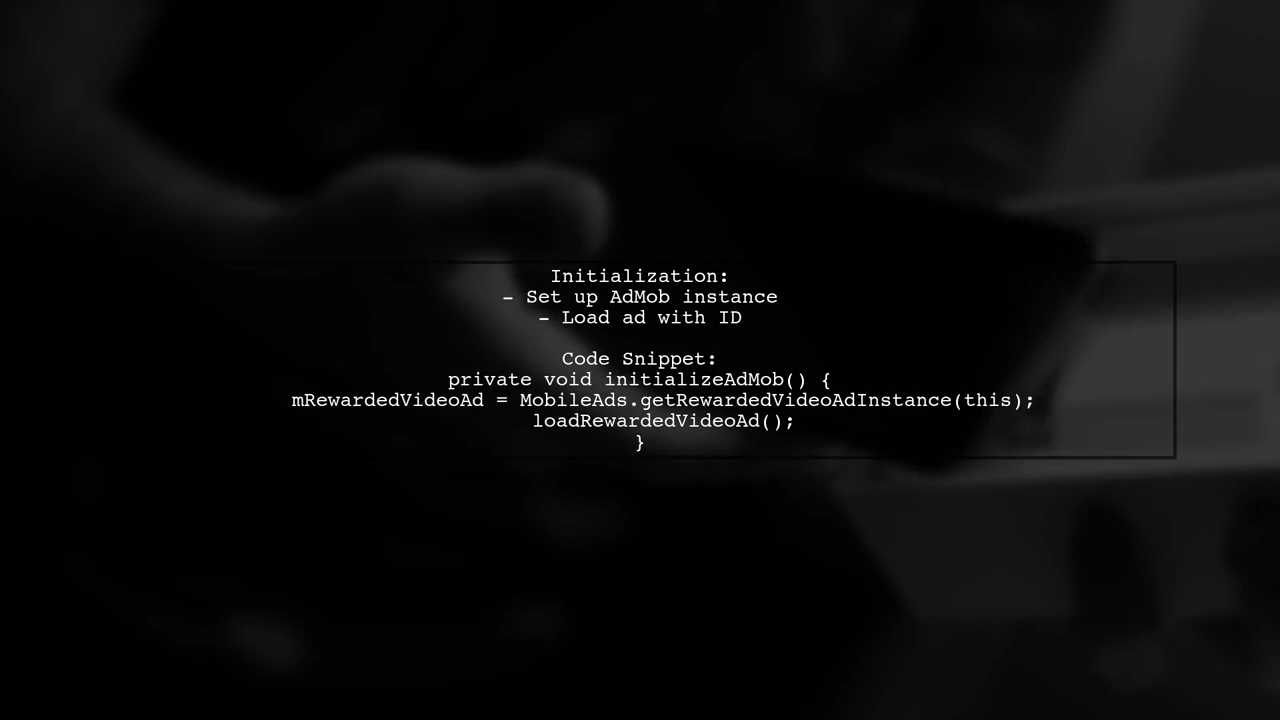 Initialization:
- Set up AdMob instance
- Load ad with ID
Code Snippet:
private void initializeAdMob() {
mRewardedVideoAd = MobileAds.getRewardedVideoAdInstance(this);
loadRewardedVideoAd();
}